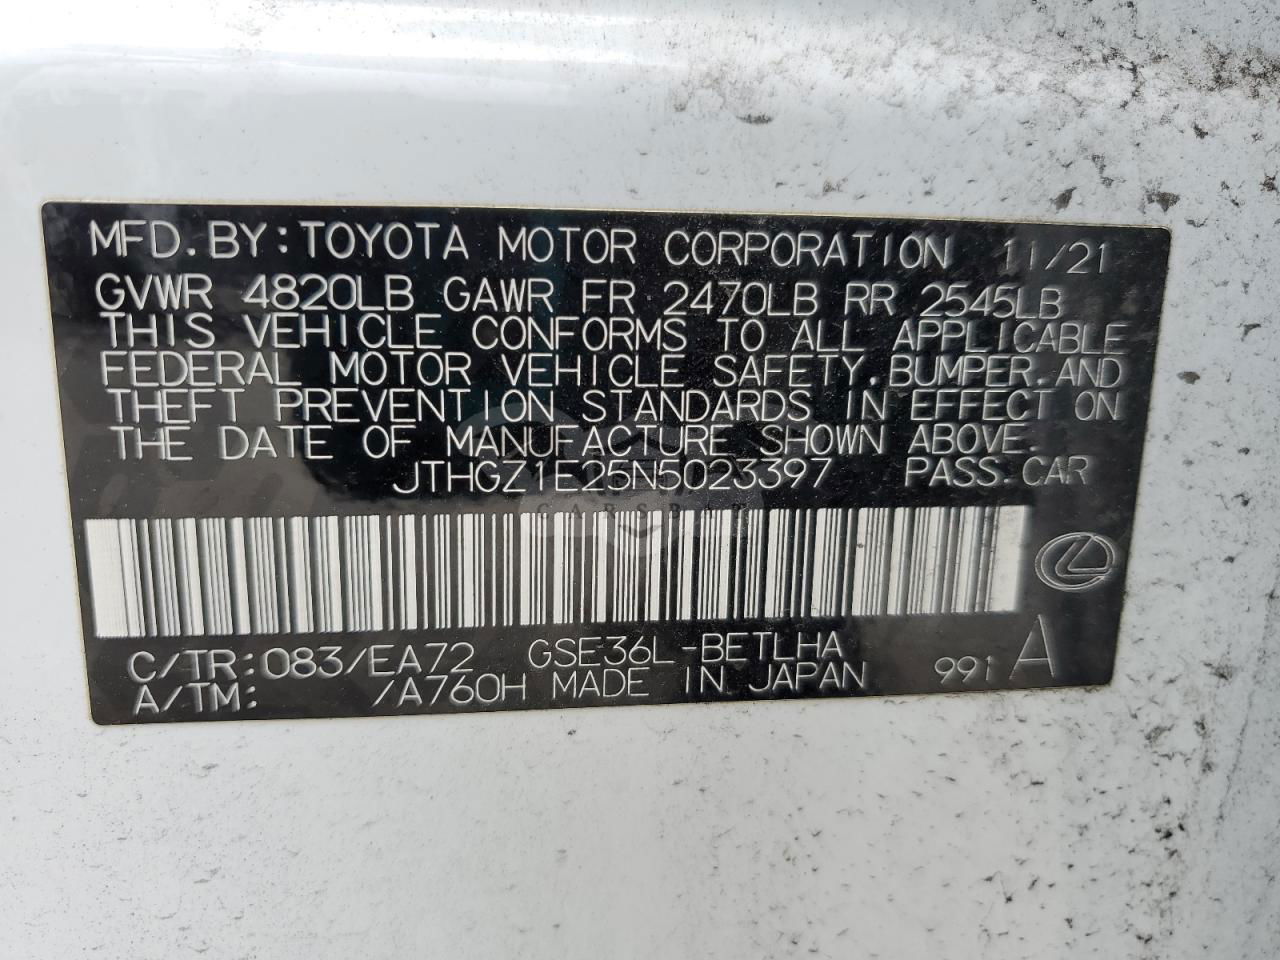 MFD. BY: TOYOTA MOTOR CORPORATION 11/21
GVWR 4820LB GAWR FR 2470LB RR 2545LB
THIS VEHICLE CONFORMS TO ALL APPLICABLE
FEDERAL MOTOR VEHICLE SAFETY. BUMPER. AND
THEFT PREVENTION STANDARDS IN EFFECT ON
THE DATE OF MANUFACTURE SHOWN ABOVE.
JTHGZ1E25N5023397 PASS. CAR
CARSBAT
C/TR: 083/EA72 GSE36L-BETLHA
A/TM: /A760H MADE IN JAPAN 991 A